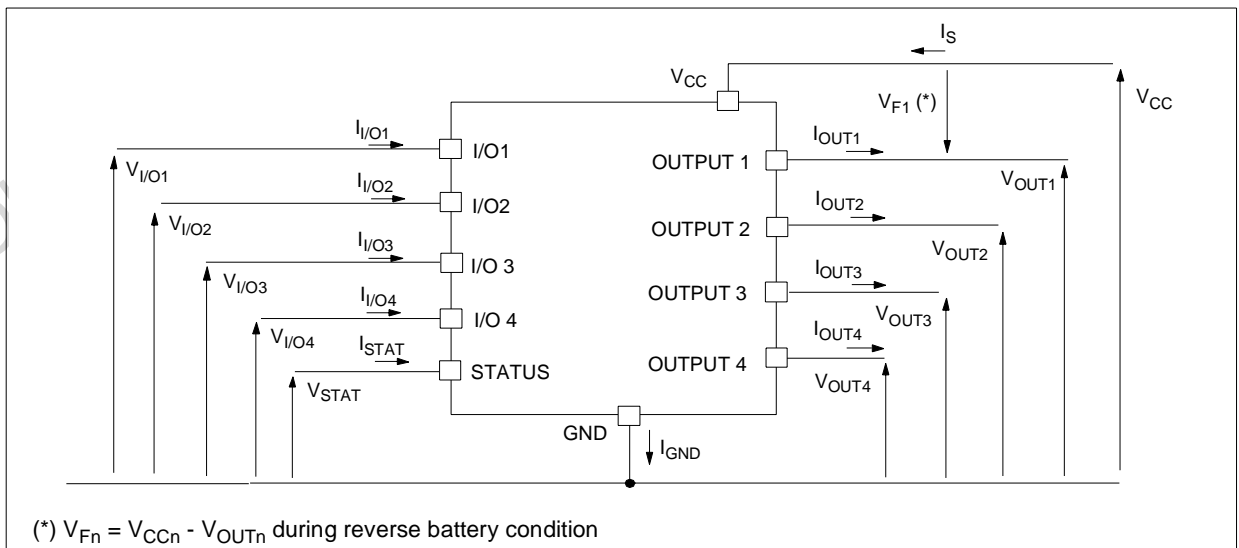 I_S
V_CC
V_CC
V_F1 (*)
I_I/O1
I/O1
V_I/O1
I_OUT1
OUTPUT 1
V_OUT1
I_I/O2
I/O2
V_I/O2
I_OUT2
OUTPUT 2
V_OUT2
I_I/O3
I/O 3
V_I/O3
I_OUT3
OUTPUT 3
V_OUT3
I_I/O4
I/O 4
V_I/O4
I_OUT4
OUTPUT 4
V_OUT4
I_STAT
STATUS
V_STAT
GND
I_GND
(*) V_Fn = V_CCn - V_OUTn during reverse battery condition